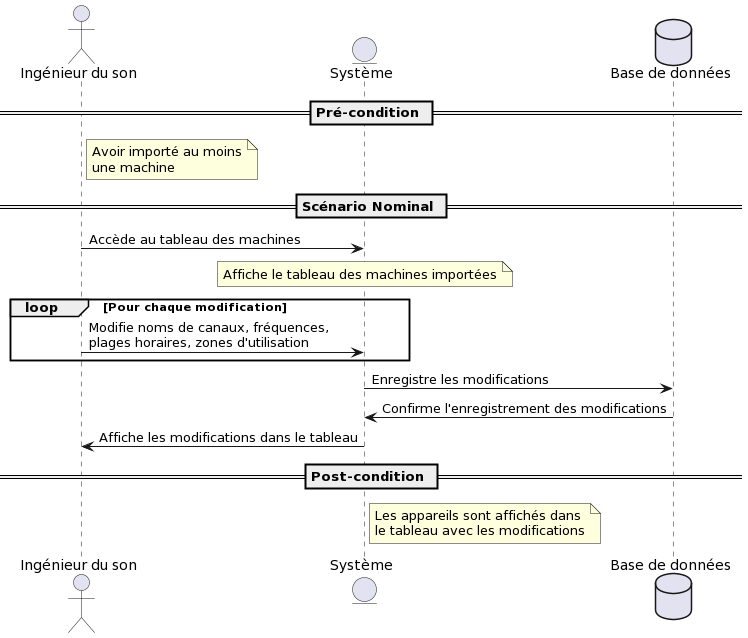 Ingénieur du son
Système
Base de données
Pré-condition
Avoir importé au moins
une machine
Scénario Nominal
Accède au tableau des machines
Affiche le tableau des machines importées
loop
[Pour chaque modification]
Modifie noms de canaux, fréquences,
plages horaires, zones d'utilisation
Enregistre les modifications
Confirme l'enregistrement des modifications
Affiche les modifications dans le tableau
Post-condition
Les appareils sont affichés dans
le tableau avec les modifications
Ingénieur du son
Système
Base de données